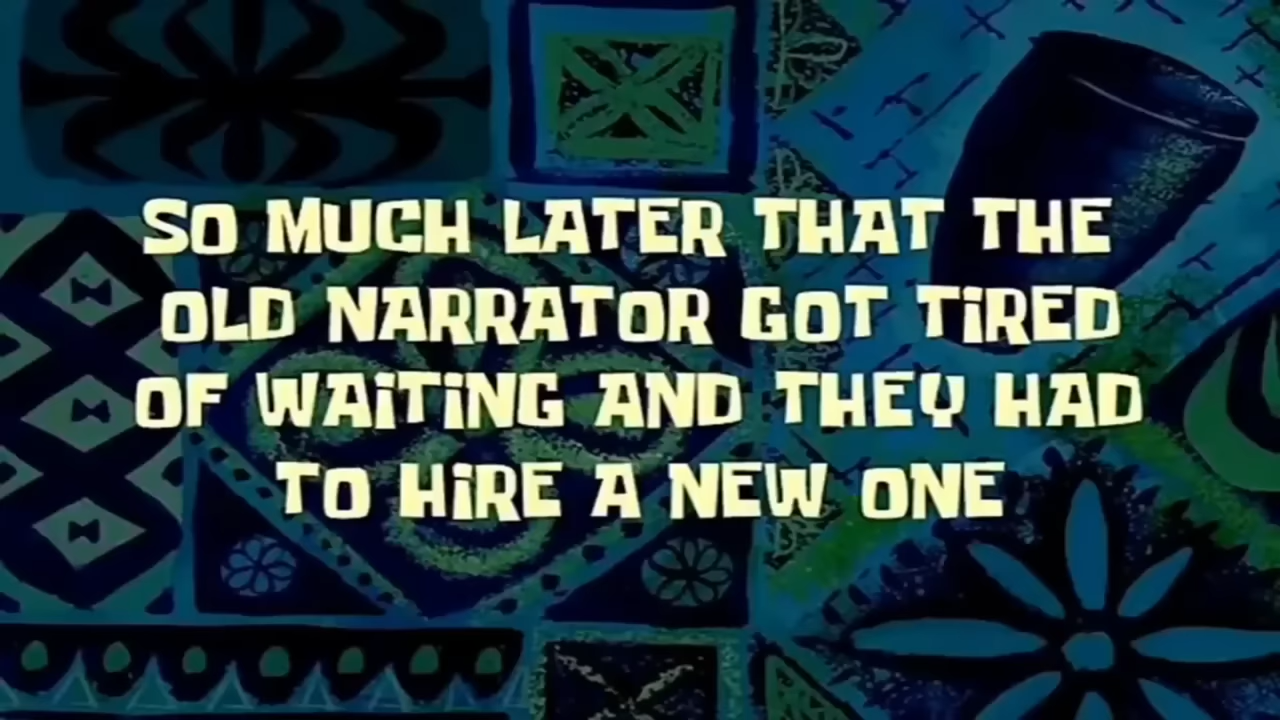 SO MUCH LATER THAT THE
OLD NARRATOR GOT TiRED
OF WAiTiNG AND THEY HAD
TO HiRE A NEW ONE